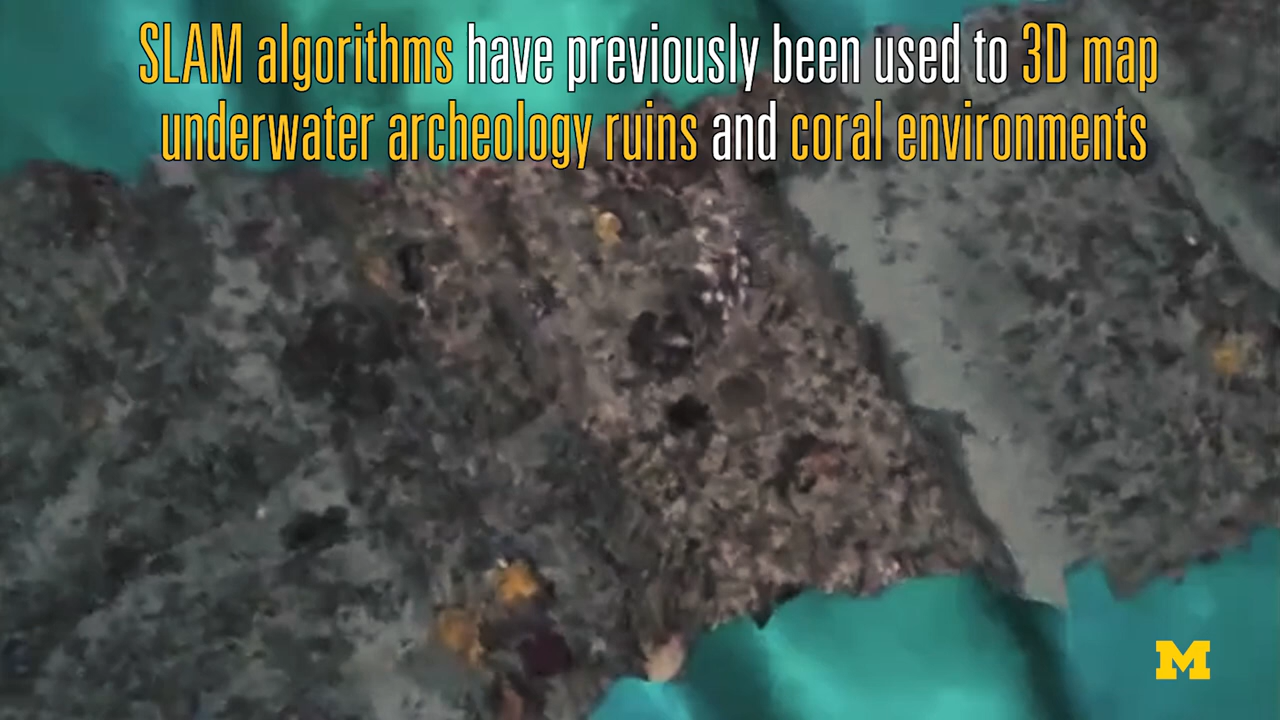 SLAM algorithms have previously been used to 3D map
underwater archeology ruins and coral environments
M